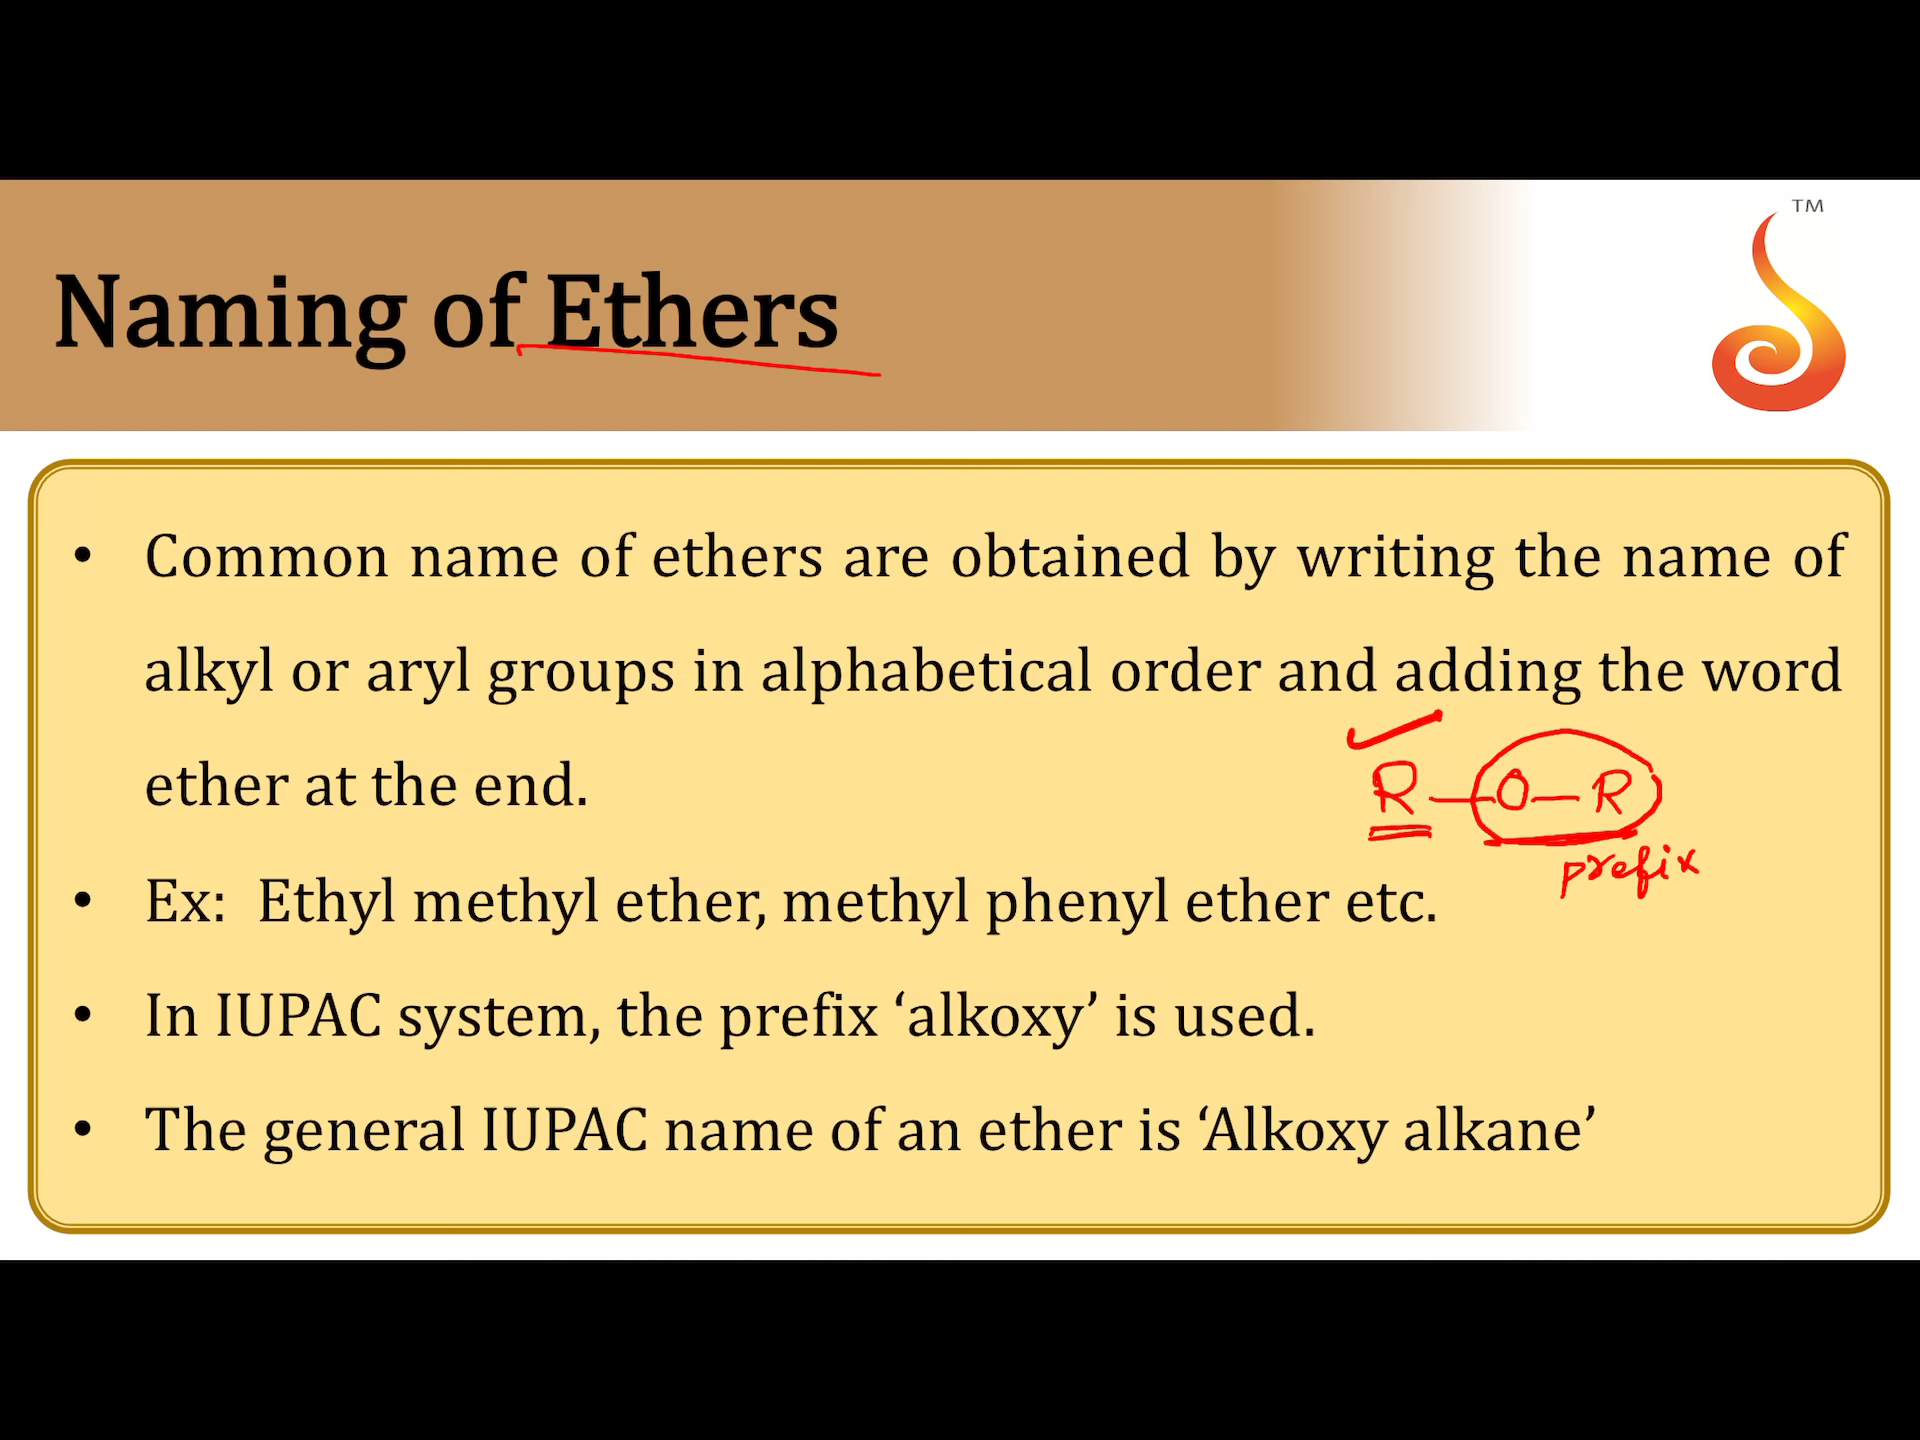 TM
Naming of Ethers
• Common name of ethers are obtained by writing the name of
alkyl or aryl groups in alphabetical order and adding the word
ether at the end.
R—O—R
prefix
• Ex: Ethyl methyl ether, methyl phenyl ether etc.
• In IUPAC system, the prefix ‘alkoxy’ is used.
• The general IUPAC name of an ether is ‘Alkoxy alkane’